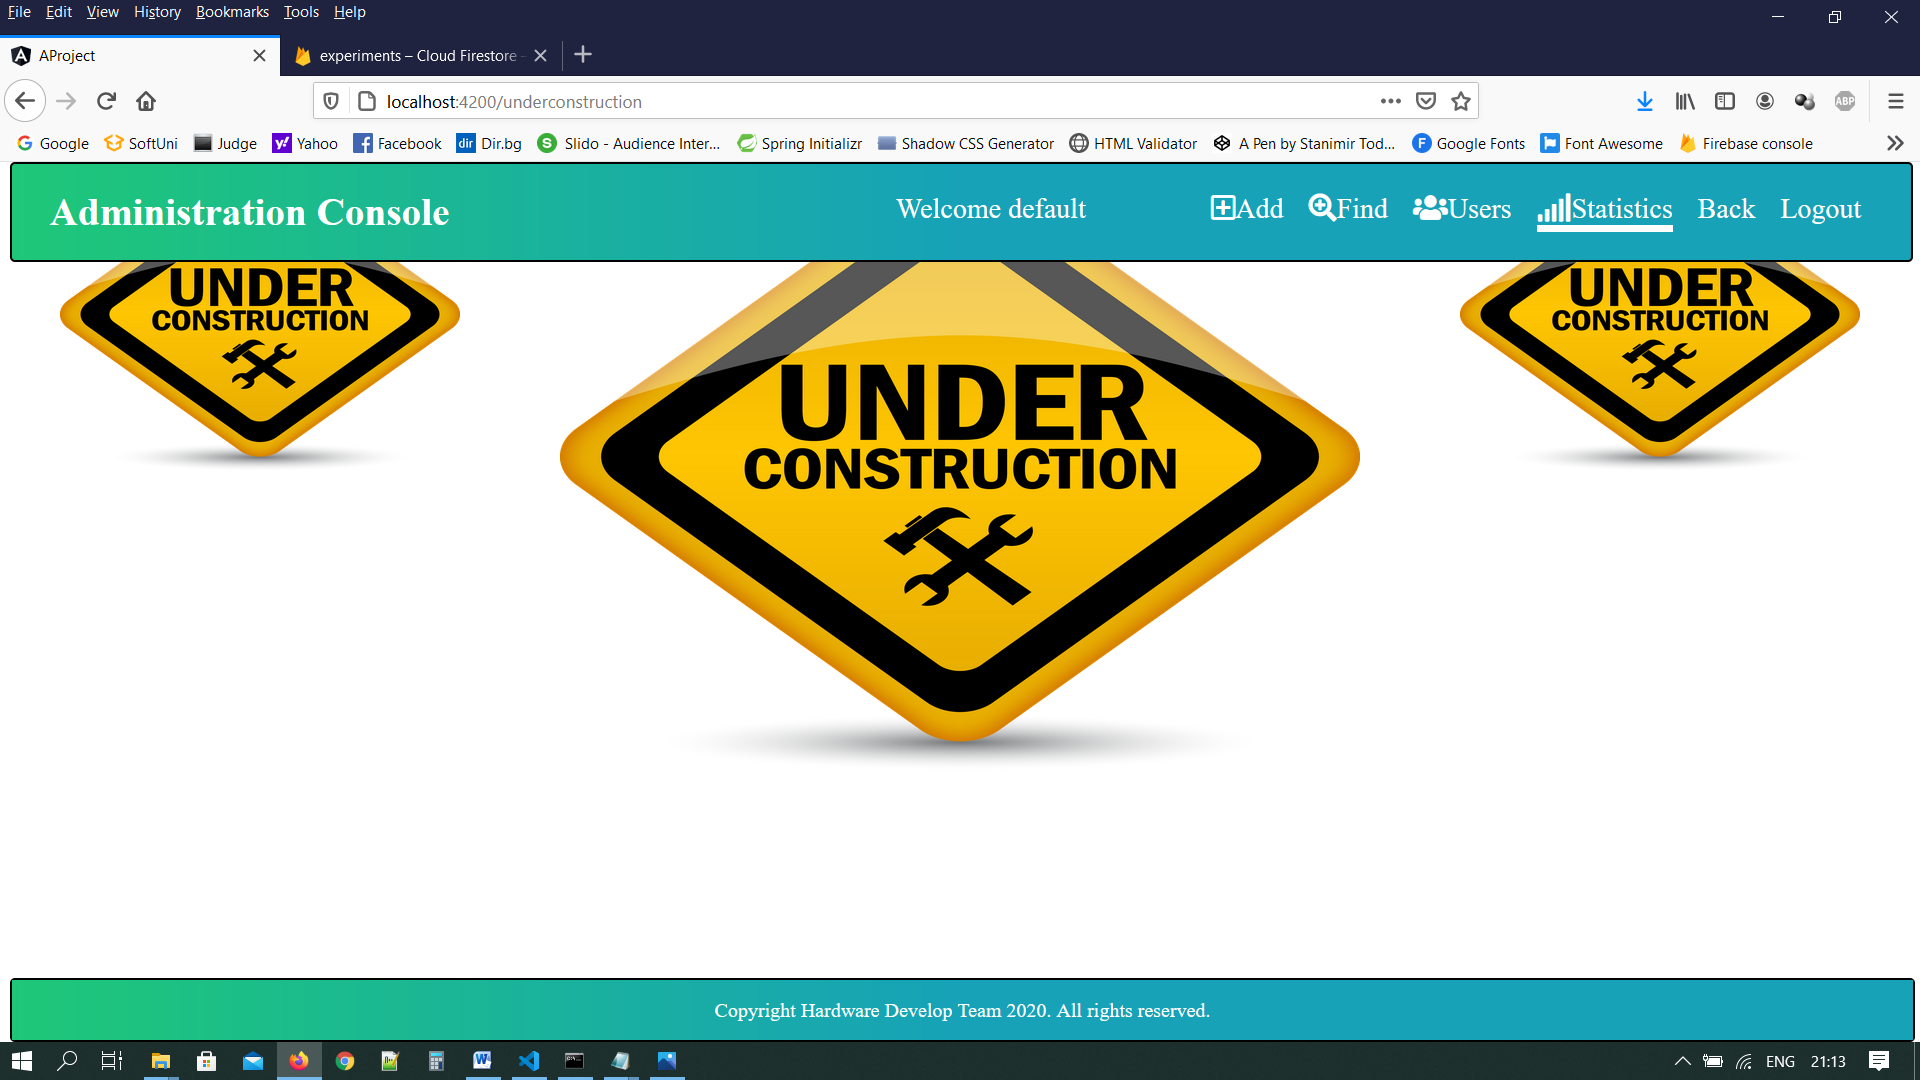 File Edit View History Bookmarks Tools Help
AProject experiments – Cloud Firestore
localhost:4200/underconstruction ABP
Google SoftUni Judge Yahoo Facebook dir Dir.bg S Slido - Audience Inter... Spring Initializr Shadow CSS Generator HTML Validator A Pen by Stanimir Tod... F Google Fonts Font Awesome Firebase console
Administration Console Welcome default Add Find Users Statistics Back Logout
UNDER
CONSTRUCTION
UNDER
CONSTRUCTION
UNDER
CONSTRUCTION
Copyright Hardware Develop Team 2020. All rights reserved.
ENG 21:13